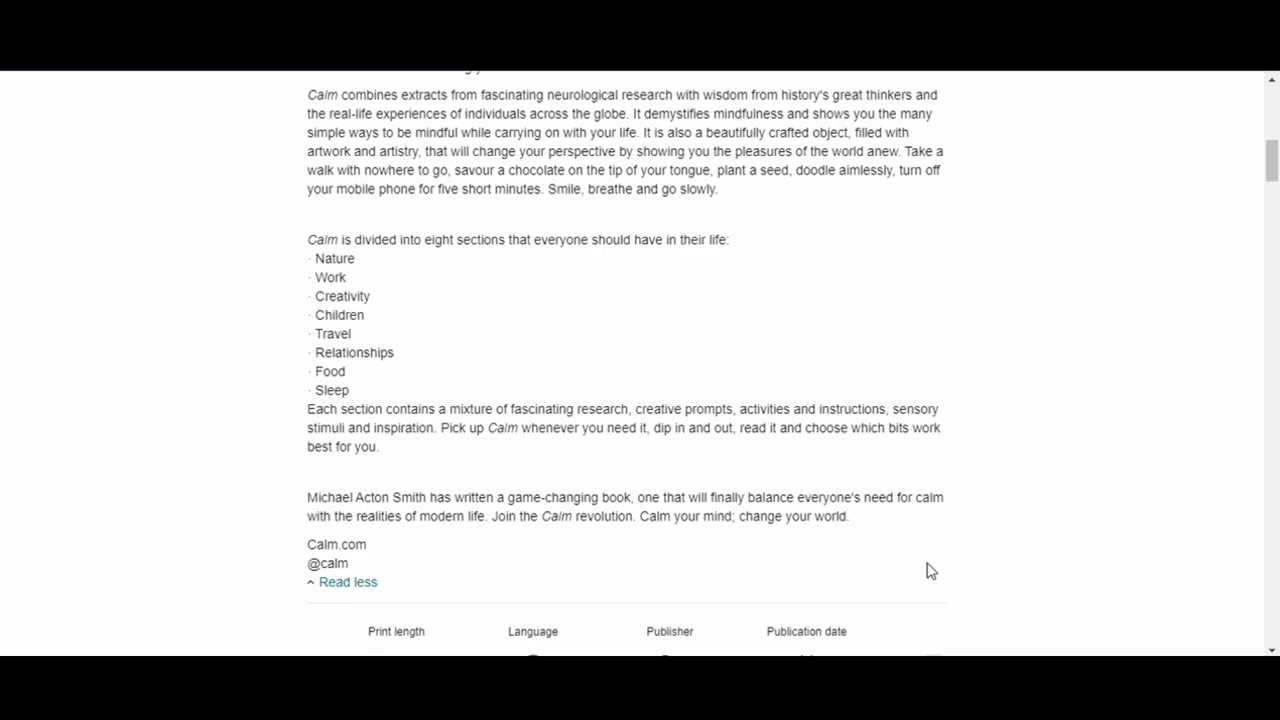 Calm combines extracts from fascinating neurological research with wisdom from history's great thinkers and
the real-life experiences of individuals across the globe. It demystifies mindfulness and shows you the many
simple ways to be mindful while carrying on with your life. It is also a beautifully crafted object, filled with
artwork and artistry, that will change your perspective by showing you the pleasures of the world anew. Take a
walk with nowhere to go, savour a chocolate on the tip of your tongue, plant a seed, doodle aimlessly, turn off
your mobile phone for five short minutes. Smile, breathe and go slowly.
Calm is divided into eight sections that everyone should have in their life:
· Nature
· Work
· Creativity
· Children
· Travel
· Relationships
· Food
· Sleep
Each section contains a mixture of fascinating research, creative prompts, activities and instructions, sensory
stimuli and inspiration. Pick up Calm whenever you need it, dip in and out, read it and choose which bits work
best for you.
Michael Acton Smith has written a game-changing book, one that will finally balance everyone's need for calm
with the realities of modern life. Join the Calm revolution. Calm your mind; change your world.
Calm.com
@calm
Read less
Print length Language Publisher Publication date